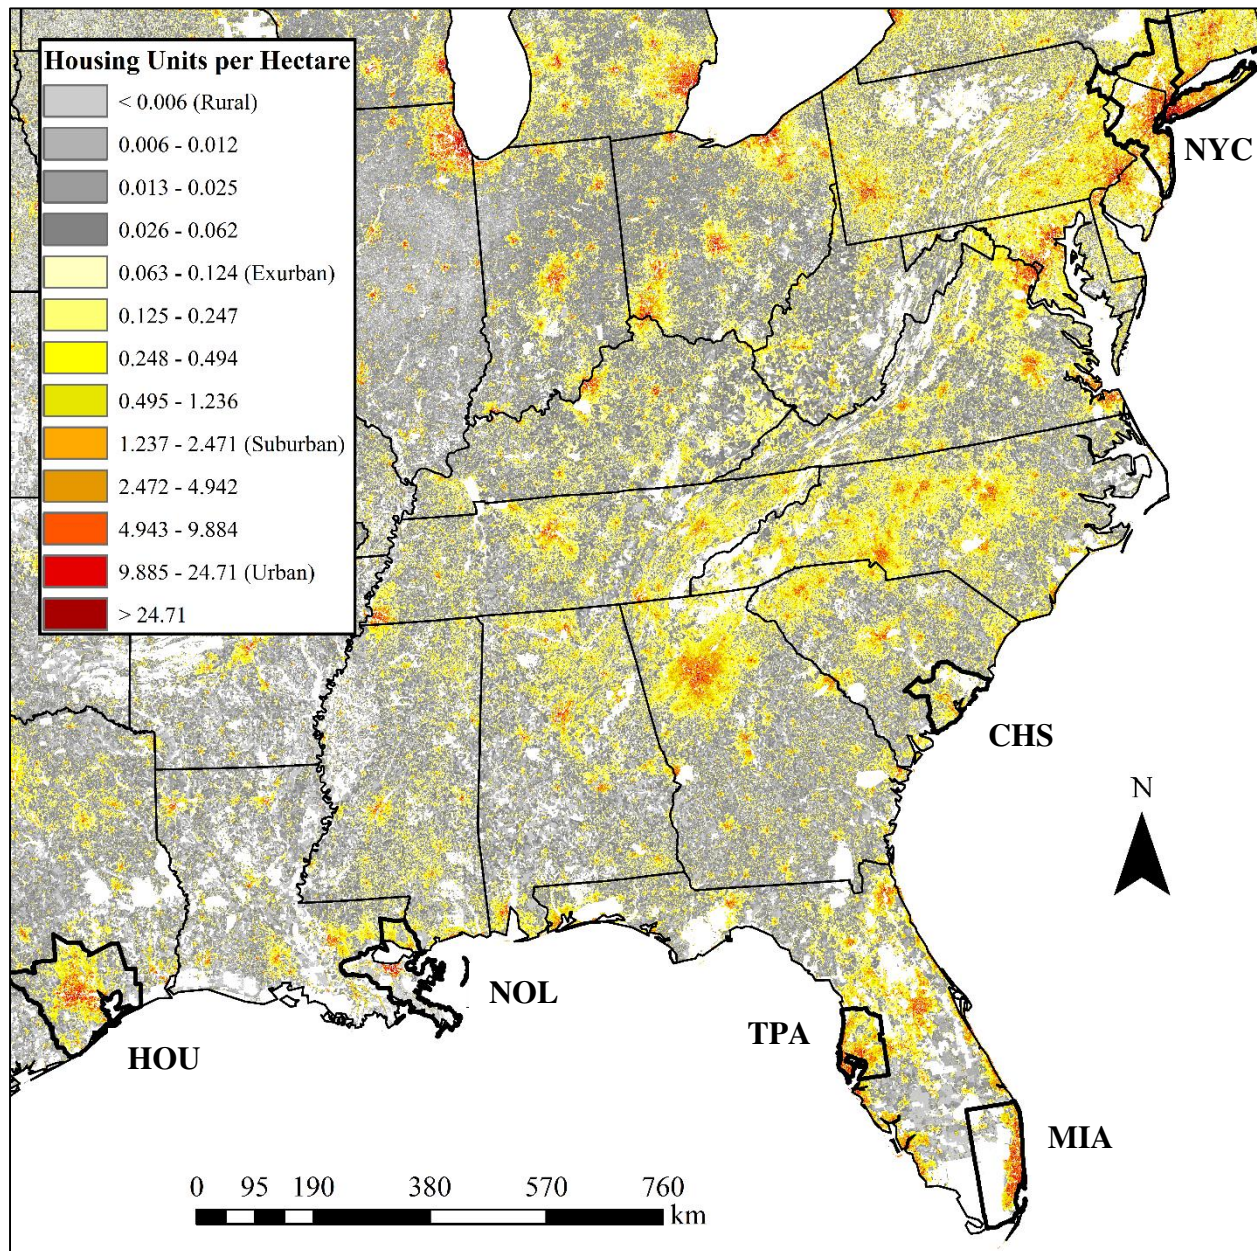 Housing Units per Hectare
< 0.006 (Rural)
0.006 - 0.012
0.013 - 0.025
0.026 - 0.062
0.063 - 0.124 (Exurban)
0.125 - 0.247
0.248 - 0.494
0.495 - 1.236
1.237 - 2.471 (Suburban)
2.472 - 4.942
4.943 - 9.884
9.885 - 24.71 (Urban)
> 24.71
NYC
CHS
N
NOL
HOU
TPA
MIA
0 95 190 380 570 760
km